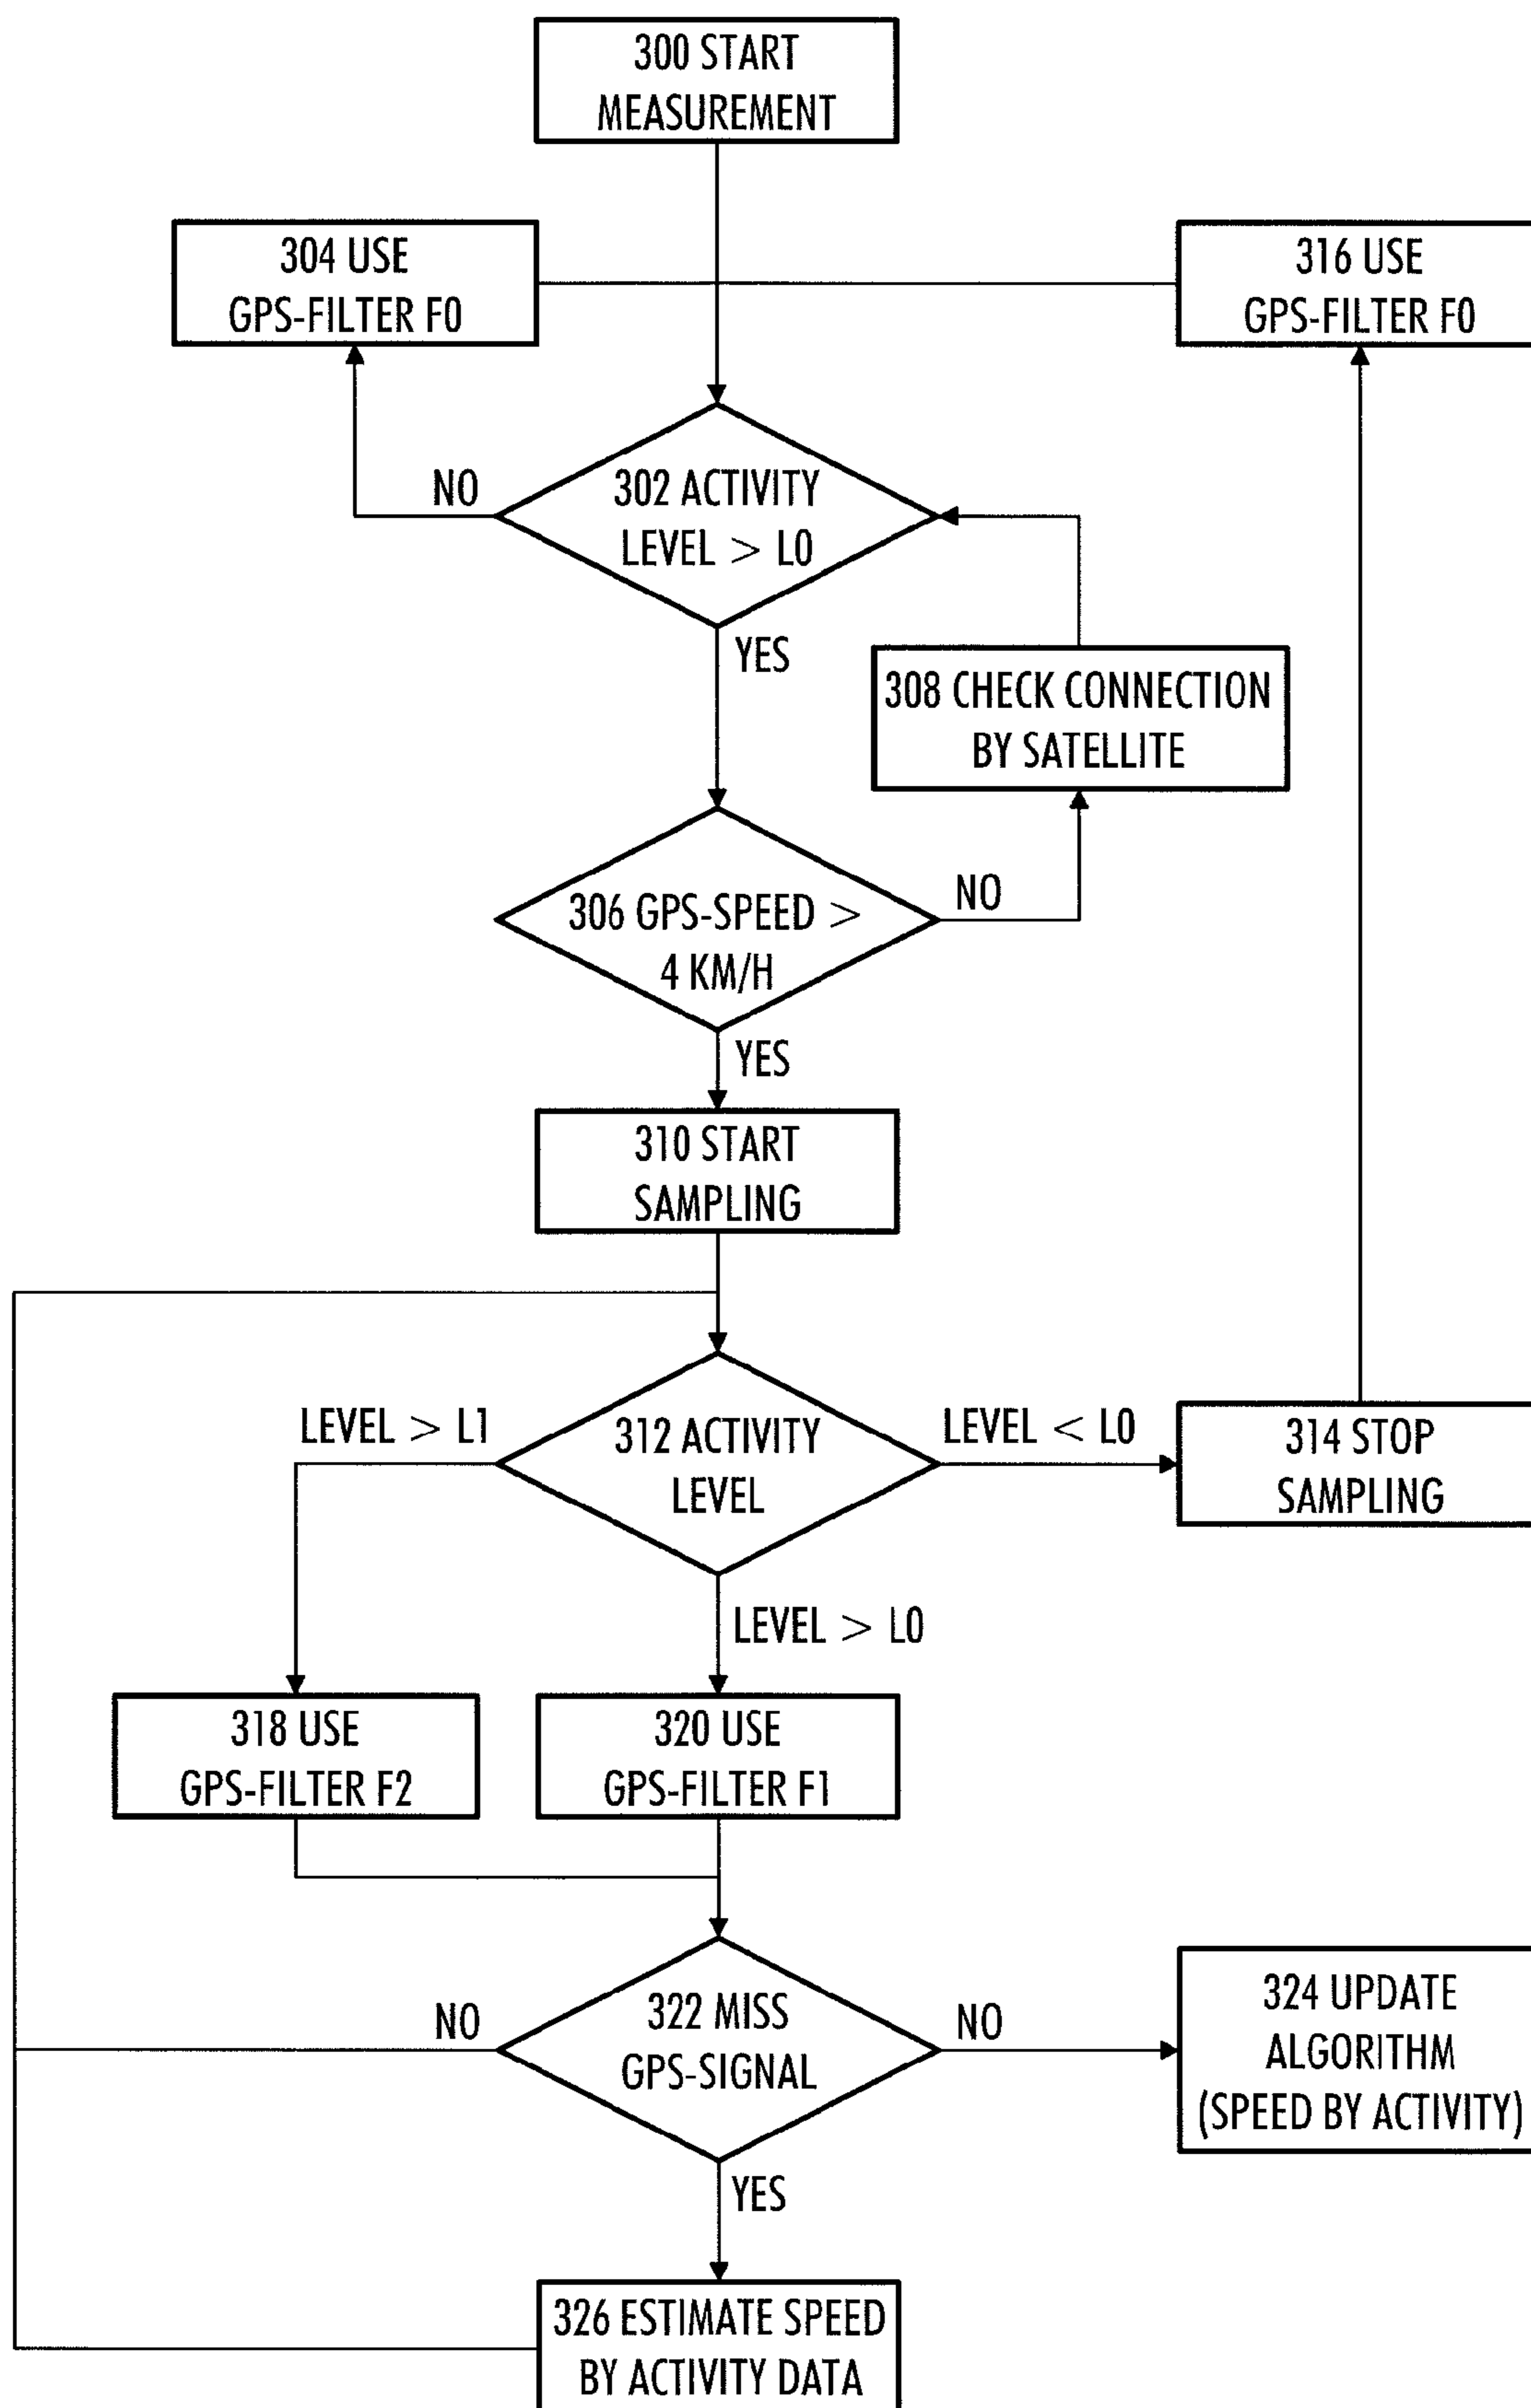 300 START
MEASUREMENT
304 USE
GPS-FILTER F0
316 USE
GPS-FILTER F0
NO
302 ACTIVITY
LEVEL > L0
YES
308 CHECK CONNECTION
BY SATELLITE
306 GPS-SPEED >
4 KM/H
NO
YES
310 START
SAMPLING
LEVEL > L1
312 ACTIVITY
LEVEL
LEVEL < L0
314 STOP
SAMPLING
LEVEL > L0
318 USE
GPS-FILTER F2
320 USE
GPS-FILTER F1
NO
322 MISS
GPS-SIGNAL
NO
324 UPDATE
ALGORITHM
(SPEED BY ACTIVITY)
YES
326 ESTIMATE SPEED
BY ACTIVITY DATA